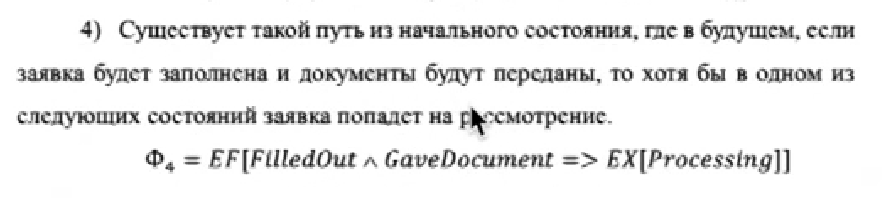 4) Существует такой путь из начального состояния, где в будущем, если
заявка будет заполнена и документы будут переданы, то хотя бы в одном из
следующих состояний заявка попадет на рассмотрение.
Φ₄ = EF[FilledOut ∧ GaveDocument => EX[Processing]]